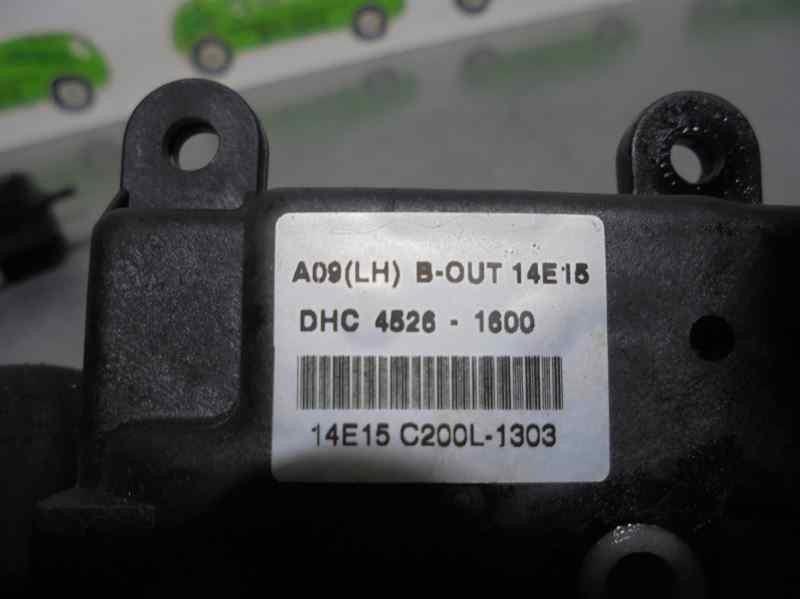 A09(LH) B-OUT 14E15
DHC 4526 - 1600
14E15 C200L-1303